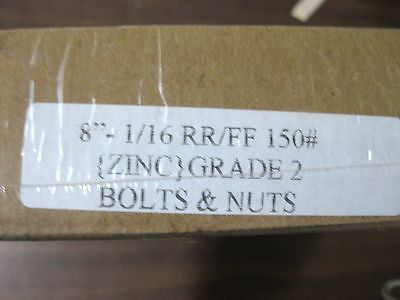 8"- 1/16 RR/FF 150#
{ZINC}GRADE 2
BOLTS & NUTS